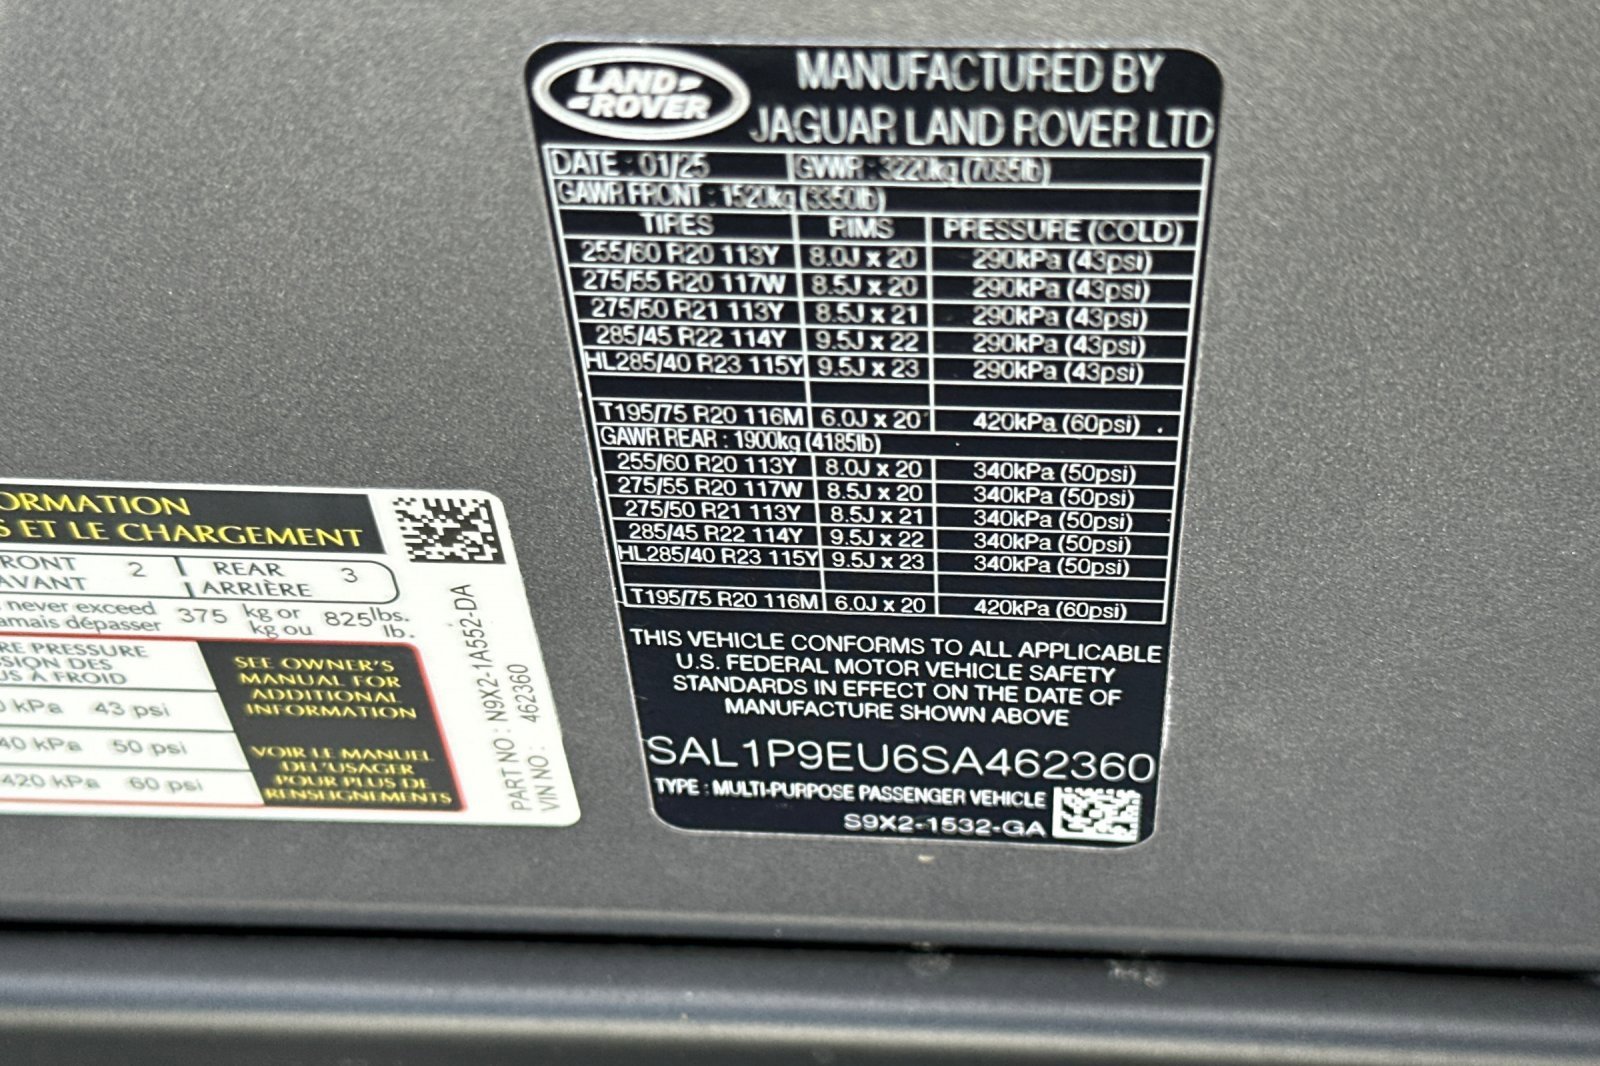 LAND
ROVER
MANUFACTURED BY
JAGUAR LAND ROVER LTD
DATE : 01/25 GVWR : 3220kg (7095lb)
GAWR FRONT : 1520kg (3350lb)
TIRES RIMS PRESSURE (COLD)
255/60 R20 113Y 8.0J x 20 290kPa (43psi)
275/55 R20 117W 8.5J x 20 290kPa (43psi)
275/50 R21 113Y 8.5J x 21 290kPa (43psi)
285/45 R22 114Y 9.5J x 22 290kPa (43psi)
HL285/40 R23 115Y 9.5J x 23 290kPa (43psi)
T195/75 R20 116M 6.0J x 20 420kPa (60psi)
GAWR REAR : 1900kg (4185lb)
255/60 R20 113Y 8.0J x 20 340kPa (50psi)
275/55 R20 117W 8.5J x 20 340kPa (50psi)
275/50 R21 113Y 8.5J x 21 340kPa (50psi)
285/45 R22 114Y 9.5J x 22 340kPa (50psi)
HL285/40 R23 115Y 9.5J x 23 340kPa (50psi)
T195/75 R20 116M 6.0J x 20 420kPa (60psi)
THIS VEHICLE CONFORMS TO ALL APPLICABLE
U.S. FEDERAL MOTOR VEHICLE SAFETY
STANDARDS IN EFFECT ON THE DATE OF
MANUFACTURE SHOWN ABOVE
SAL1P9EU6SA462360
TYPE : MULTI-PURPOSE PASSENGER VEHICLE
S9X2-1532-GA
ORMATION
S ET LE CHARGEMENT
RONT 2 REAR 3
AVANT ARRIÈRE
never exceed 375 kg or 825 lbs.
amais dépasser kg ou lb.
RE PRESSURE
SION DES
US À FROID
0 kPa 43 psi
40 kPa 50 psi
420 kPa 60 psi
SEE OWNER'S
MANUAL FOR
ADDITIONAL
INFORMATION
VOIR LE MANUEL
DE L'USAGER
POUR PLUS DE
RENSEIGNEMENTS
PART NO : N9X2-1A552-DA
VIN NO : 462360